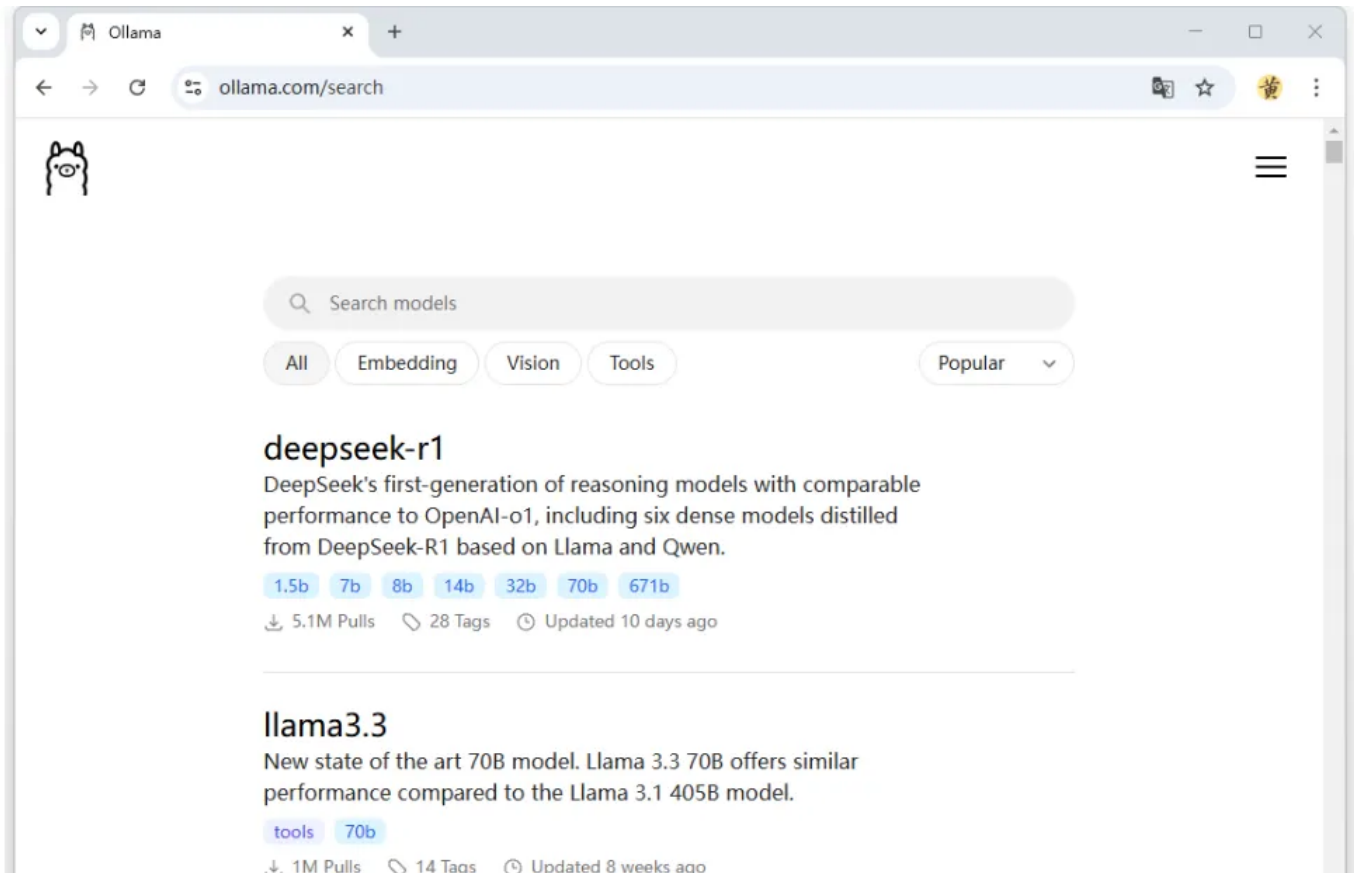 Ollama
ollama.com/search
黄
Search models
All Embedding Vision Tools Popular
deepseek-r1
DeepSeek's first-generation of reasoning models with comparable
performance to OpenAI-o1, including six dense models distilled
from DeepSeek-R1 based on Llama and Qwen.
1.5b 7b 8b 14b 32b 70b 671b
5.1M Pulls 28 Tags Updated 10 days ago
llama3.3
New state of the art 70B model. Llama 3.3 70B offers similar
performance compared to the Llama 3.1 405B model.
tools 70b
1M Pulls 14 Tags Updated 8 weeks ago